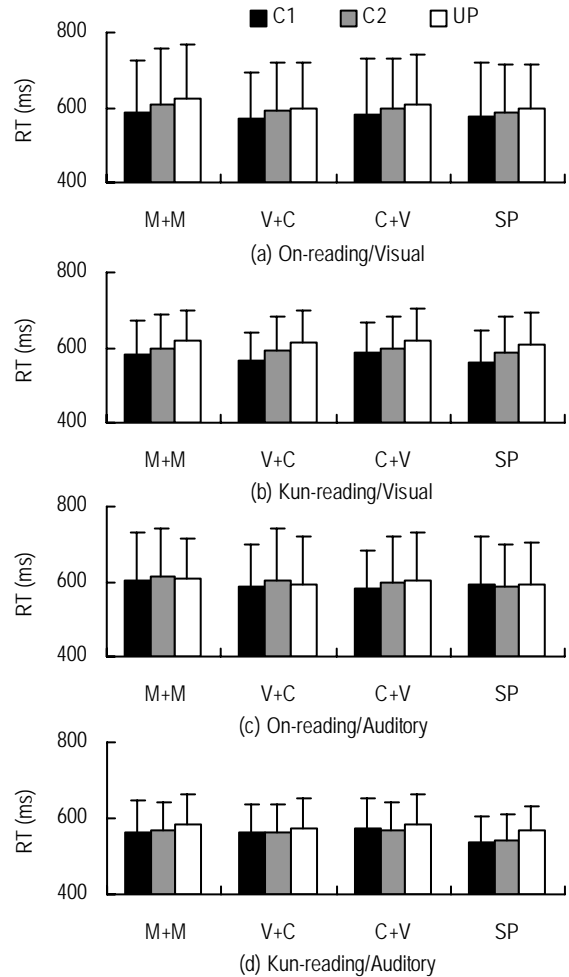 C1 C2 UP
800
600
400
RT (ms)
M+M V+C C+V SP
(a) On-reading/Visual
800
600
400
RT (ms)
M+M V+C C+V SP
(b) Kun-reading/Visual
800
600
400
RT (ms)
M+M V+C C+V SP
(c) On-reading/Auditory
800
600
400
RT (ms)
M+M V+C C+V SP
(d) Kun-reading/Auditory